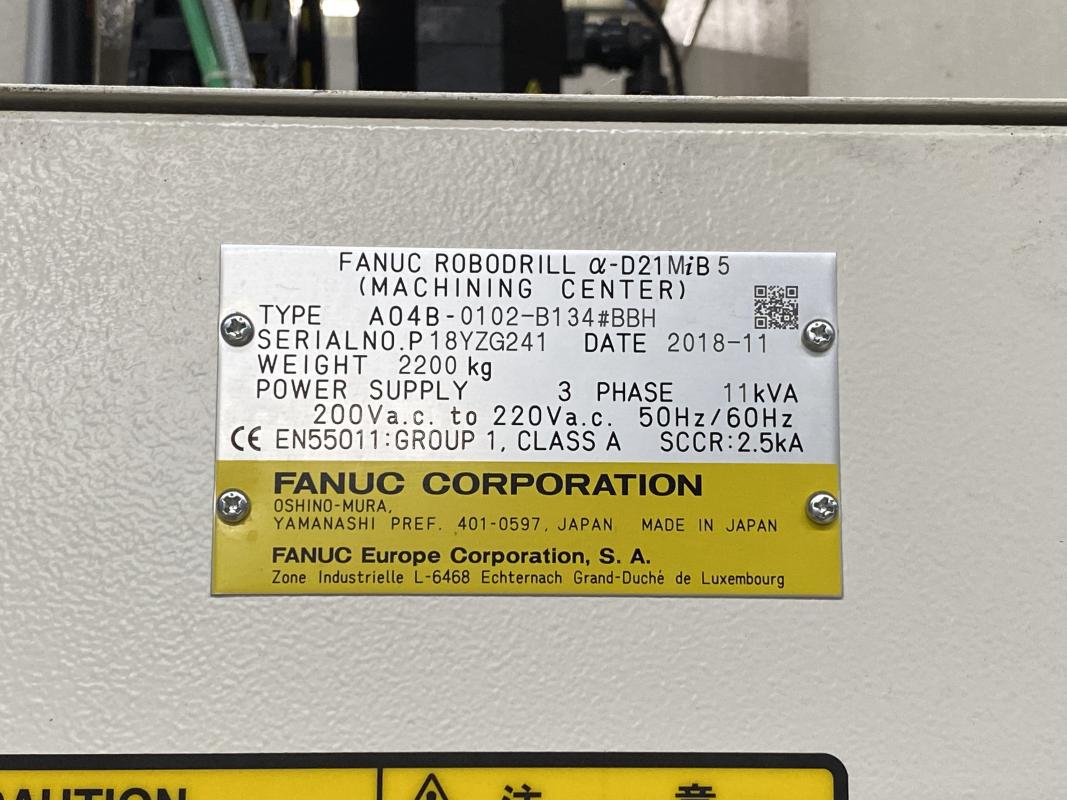 FANUC ROBODRILL α-D21MiB5
(MACHINING CENTER)
TYPE A04B-0102-B134#BBH
SERIALNO.P18YZG241 DATE 2018-11
WEIGHT 2200 kg
POWER SUPPLY 3 PHASE 11kVA
200Va.c. to 220Va.c. 50Hz/60Hz
CE EN55011:GROUP 1, CLASS A SCCR:2.5kA
FANUC CORPORATION
OSHINO-MURA,
YAMANASHI PREF. 401-0597, JAPAN MADE IN JAPAN
FANUC Europe Corporation, S. A.
Zone Industrielle L-6468 Echternach Grand-Duché de Luxembourg
CAUTION 注意